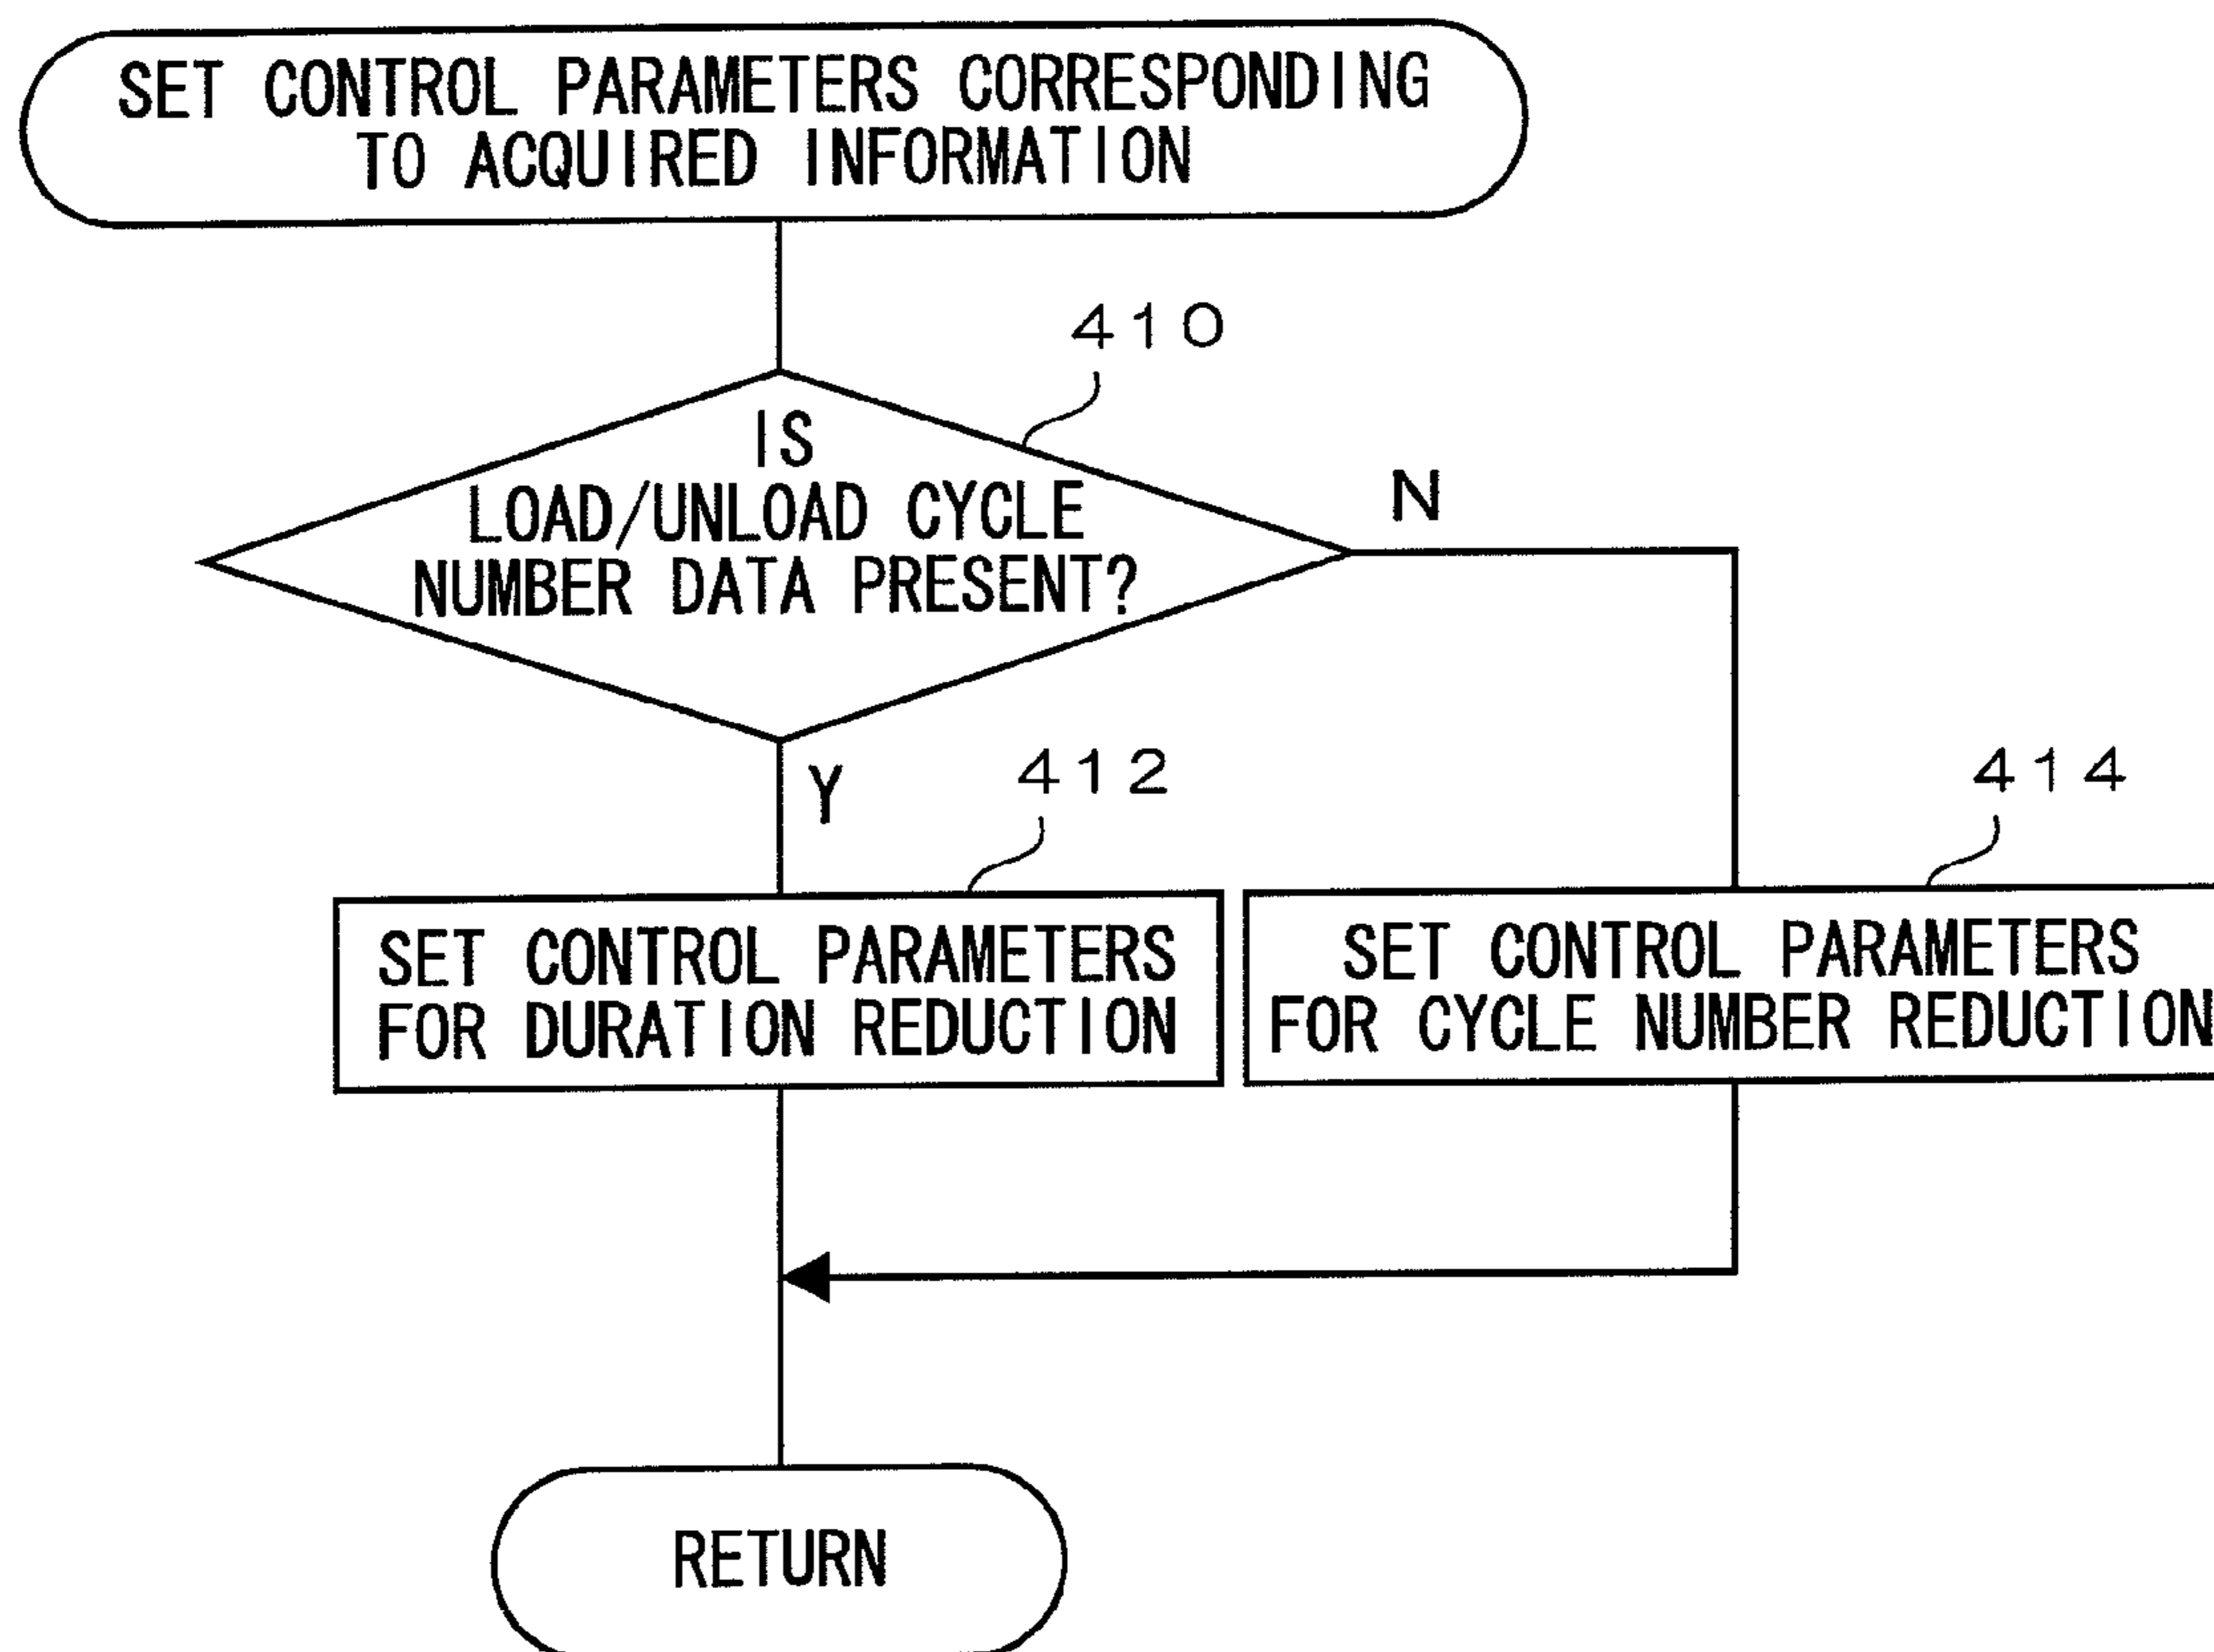 SET CONTROL PARAMETERS CORRESPONDING
TO ACQUIRED INFORMATION
410
IS
LOAD/UNLOAD CYCLE
NUMBER DATA PRESENT?
N
Y
412
414
SET CONTROL PARAMETERS
FOR DURATION REDUCTION
SET CONTROL PARAMETERS
FOR CYCLE NUMBER REDUCTION
RETURN